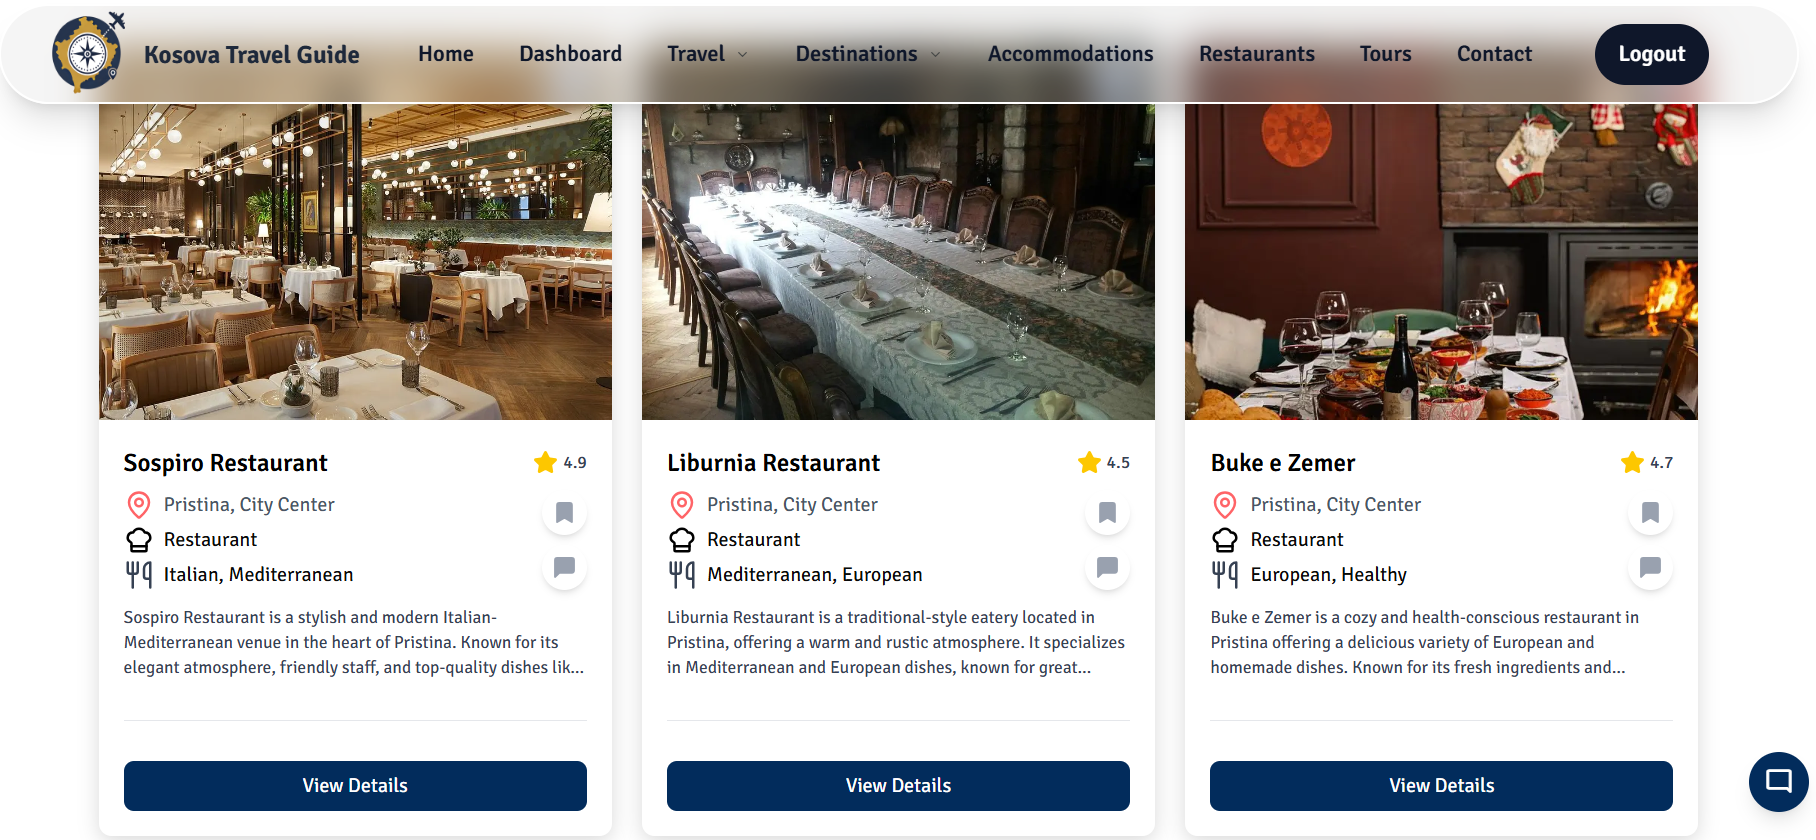 Kosova Travel Guide
Home
Dashboard
Travel
Destinations
Accommodations
Restaurants
Tours
Contact
Logout
Sospiro Restaurant
4.9
Pristina, City Center
Restaurant
Italian, Mediterranean
Sospiro Restaurant is a stylish and modern Italian-
Mediterranean venue in the heart of Pristina. Known for its
elegant atmosphere, friendly staff, and top-quality dishes lik...
View Details
Liburnia Restaurant
4.5
Pristina, City Center
Restaurant
Mediterranean, European
Liburnia Restaurant is a traditional-style eatery located in
Pristina, offering a warm and rustic atmosphere. It specializes
in Mediterranean and European dishes, known for great...
View Details
Buke e Zemer
4.7
Pristina, City Center
Restaurant
European, Healthy
Buke e Zemer is a cozy and health-conscious restaurant in
Pristina offering a delicious variety of European and
homemade dishes. Known for its fresh ingredients and...
View Details